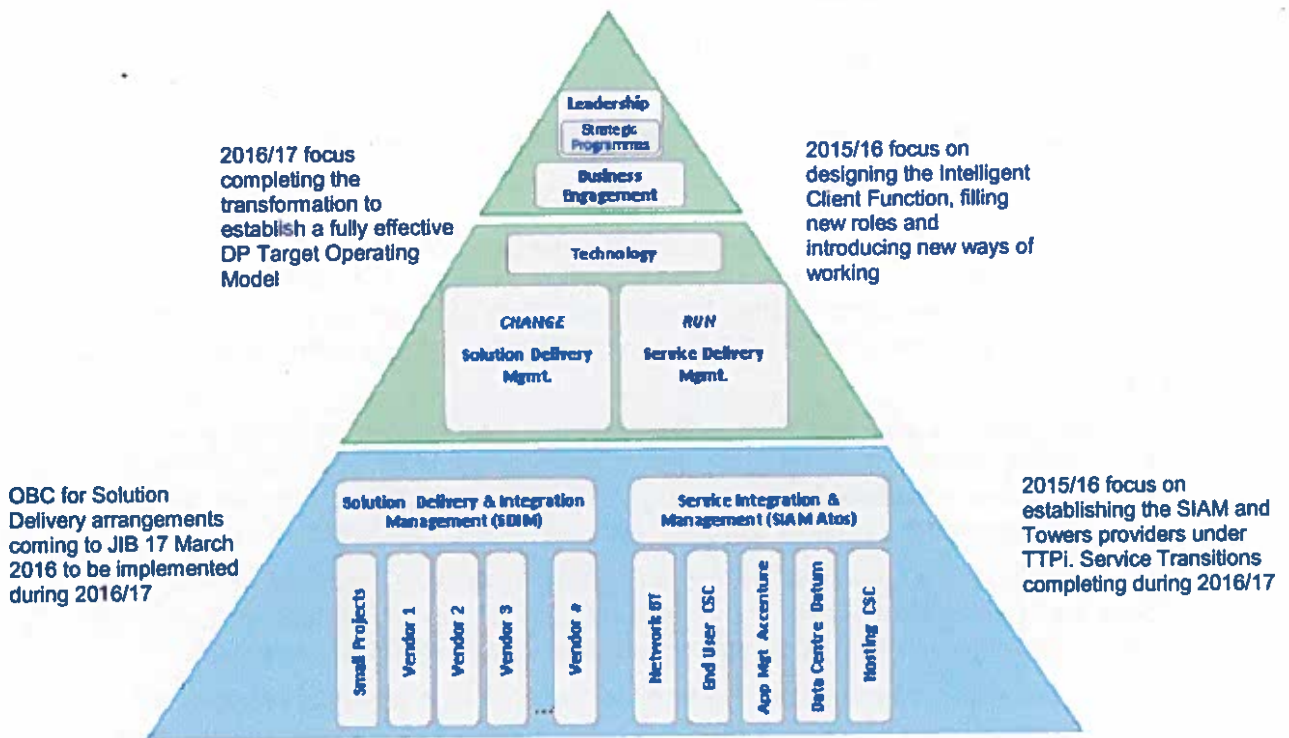 Leadership
Strategic
Programmes
Business
Engagement
2016/17 focus
completing the
transformation to
establish a fully effective
DP Target Operating
Model
2015/16 focus on
designing the Intelligent
Client Function, filling
new roles and
introducing new ways of
working
Technology
CHANGE
Solution Delivery
Mgmt.
RUN
Service Delivery
Mgmt.
OBC for Solution
Delivery arrangements
coming to JIB 17 March
2016 to be implemented
during 2016/17
Solution Delivery & Integration
Management (SDIM)
Service Integration &
Management (SIAM Atos)
2015/16 focus on
establishing the SIAM and
Towers providers under
TTPi. Service Transitions
completing during 2016/17
Small Projects
Vendor 1
Vendor 2
Vendor 3
...
Vendor #
Network BT
End User CSC
App Mgt Accenture
Data Centre Datum
Hosting CSC